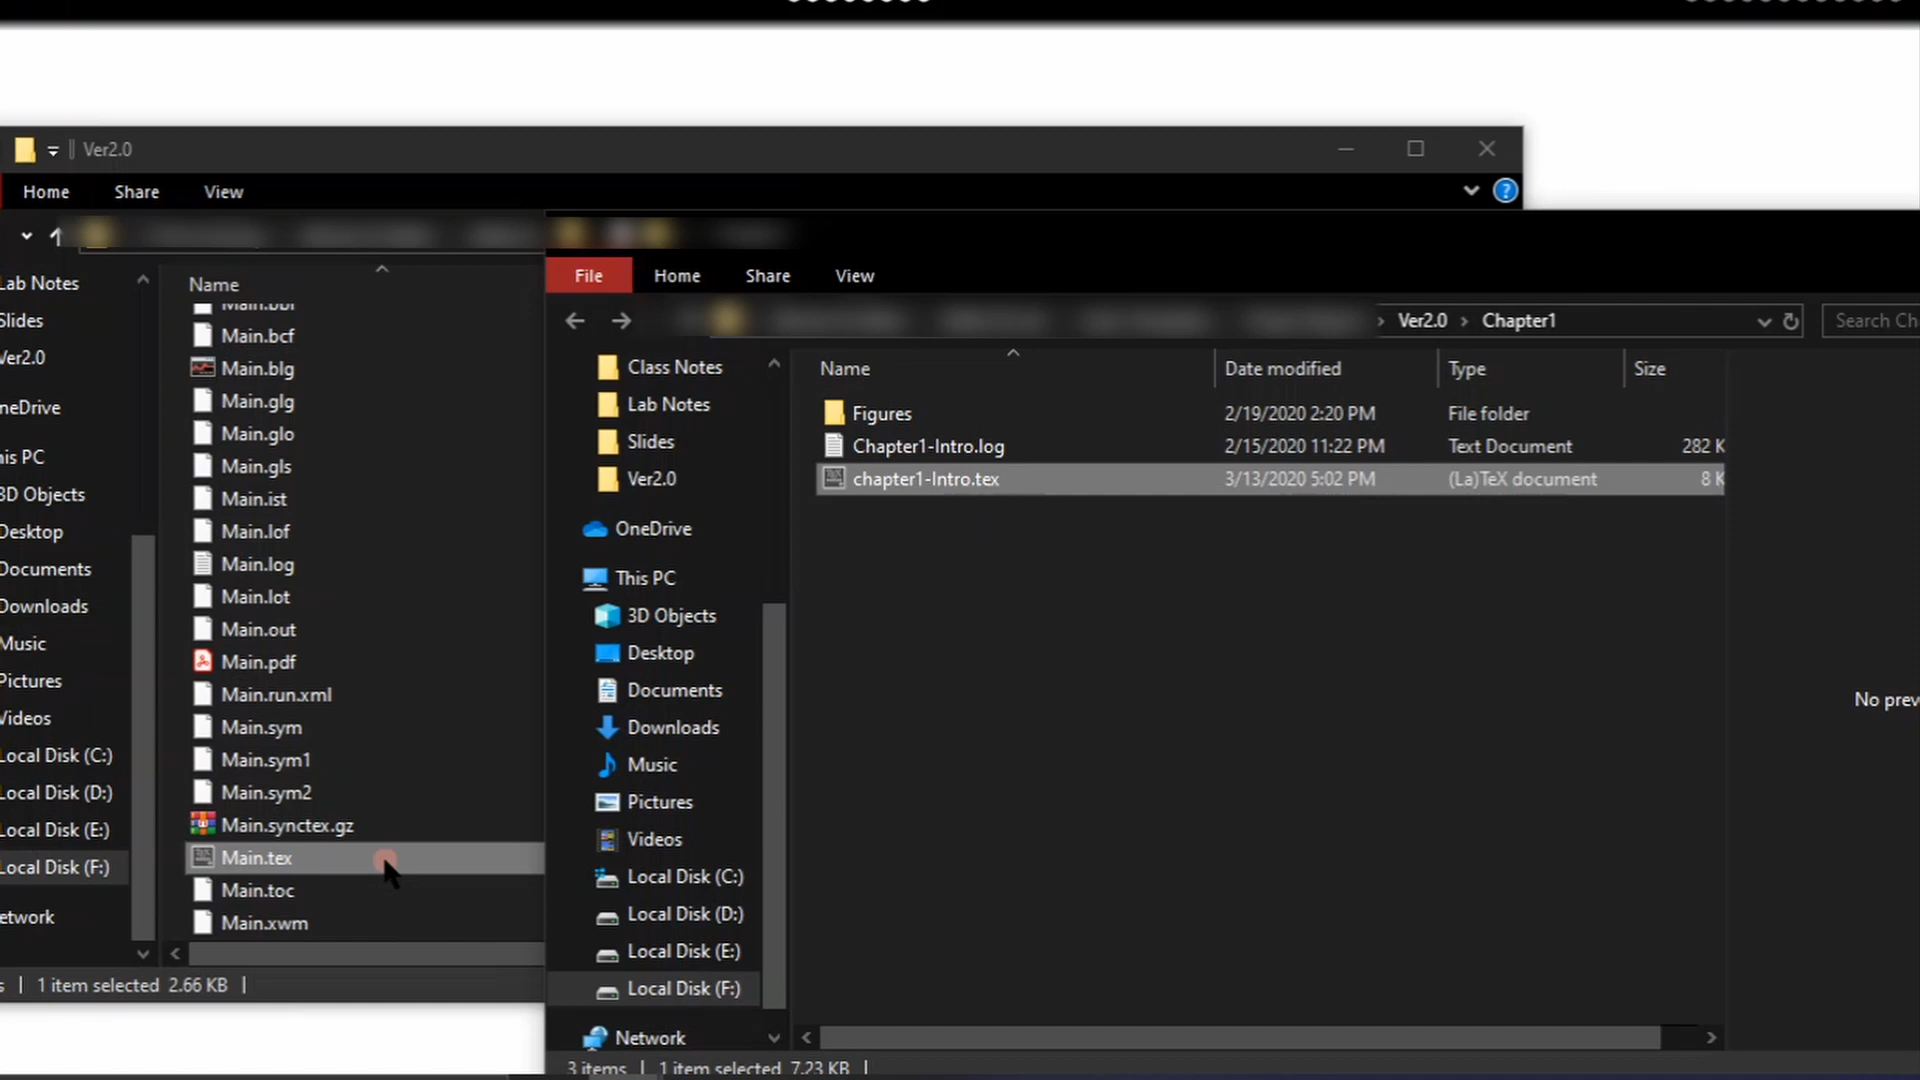 Ver2.0
Home Share View
Lab Notes
Slides
Ver2.0
neDrive
his PC
3D Objects
Desktop
Documents
Downloads
Music
Pictures
Videos
Local Disk (C:)
Local Disk (D:)
Local Disk (E:)
Local Disk (F:)
etwork
Name
Main.bbl
Main.bcf
Main.blg
Main.glg
Main.glo
Main.gls
Main.ist
Main.lof
Main.log
Main.lot
Main.out
Main.pdf
Main.run.xml
Main.sym
Main.sym1
Main.sym2
Main.synctex.gz
Main.tex
Main.toc
Main.xwm
s | 1 item selected 2.66 KB |
File Home Share View
Ver2.0 > Chapter1
Search Ch
Class Notes
Lab Notes
Slides
Ver2.0
OneDrive
This PC
3D Objects
Desktop
Documents
Downloads
Music
Pictures
Videos
Local Disk (C:)
Local Disk (D:)
Local Disk (E:)
Local Disk (F:)
Network
Name Date modified Type Size
Figures 2/19/2020 2:20 PM File folder
Chapter1-Intro.log 2/15/2020 11:22 PM Text Document 282 K
chapter1-Intro.tex 3/13/2020 5:02 PM (La)TeX document 8 K
No prev
3 items | 1 item selected 7.23 KB |